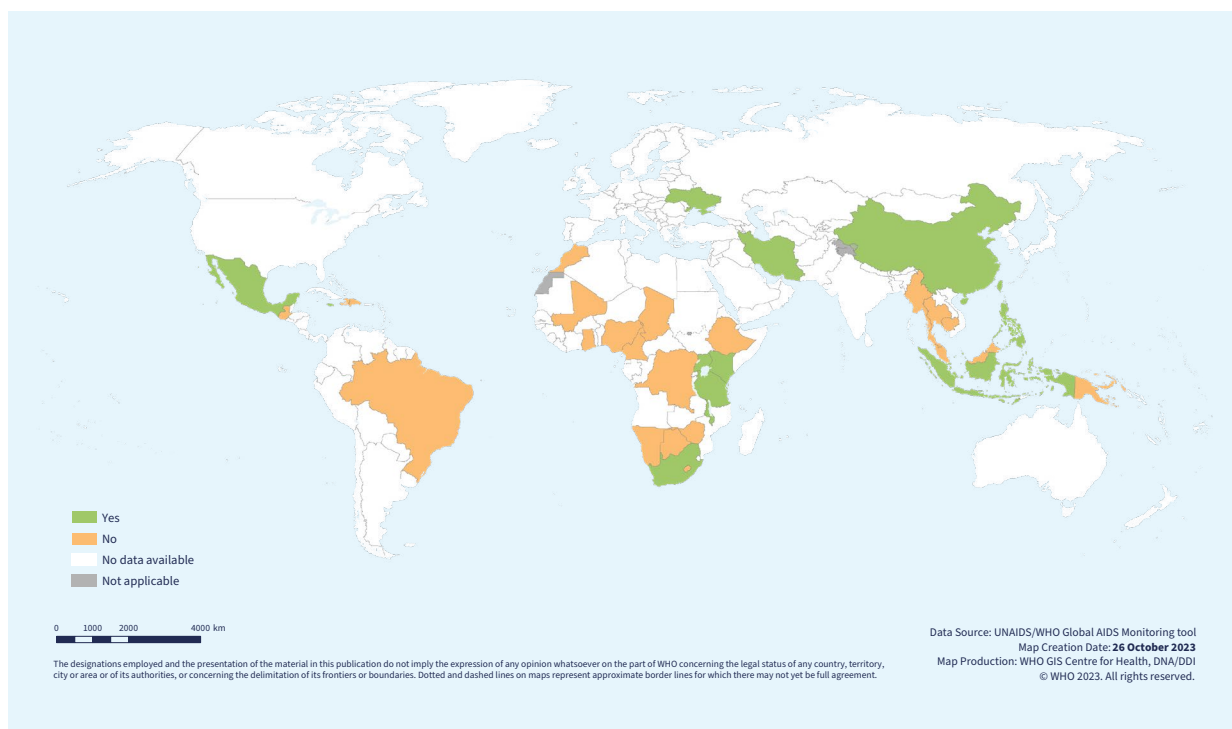 Yes
No
No data available
Not applicable
0 1000 2000 4000 km
The designations employed and the presentation of the material in this publication do not imply the expression of any opinion whatsoever on the part of WHO concerning the legal status of any country, territory,
city or area or of its authorities, or concerning the delimitation of its frontiers or boundaries. Dotted and dashed lines on maps represent approximate border lines for which there may not yet be full agreement.
Data Source: UNAIDS/WHO Global AIDS Monitoring tool
Map Creation Date: 26 October 2023
Map Production: WHO GIS Centre for Health, DNA/DDI
© WHO 2023. All rights reserved.